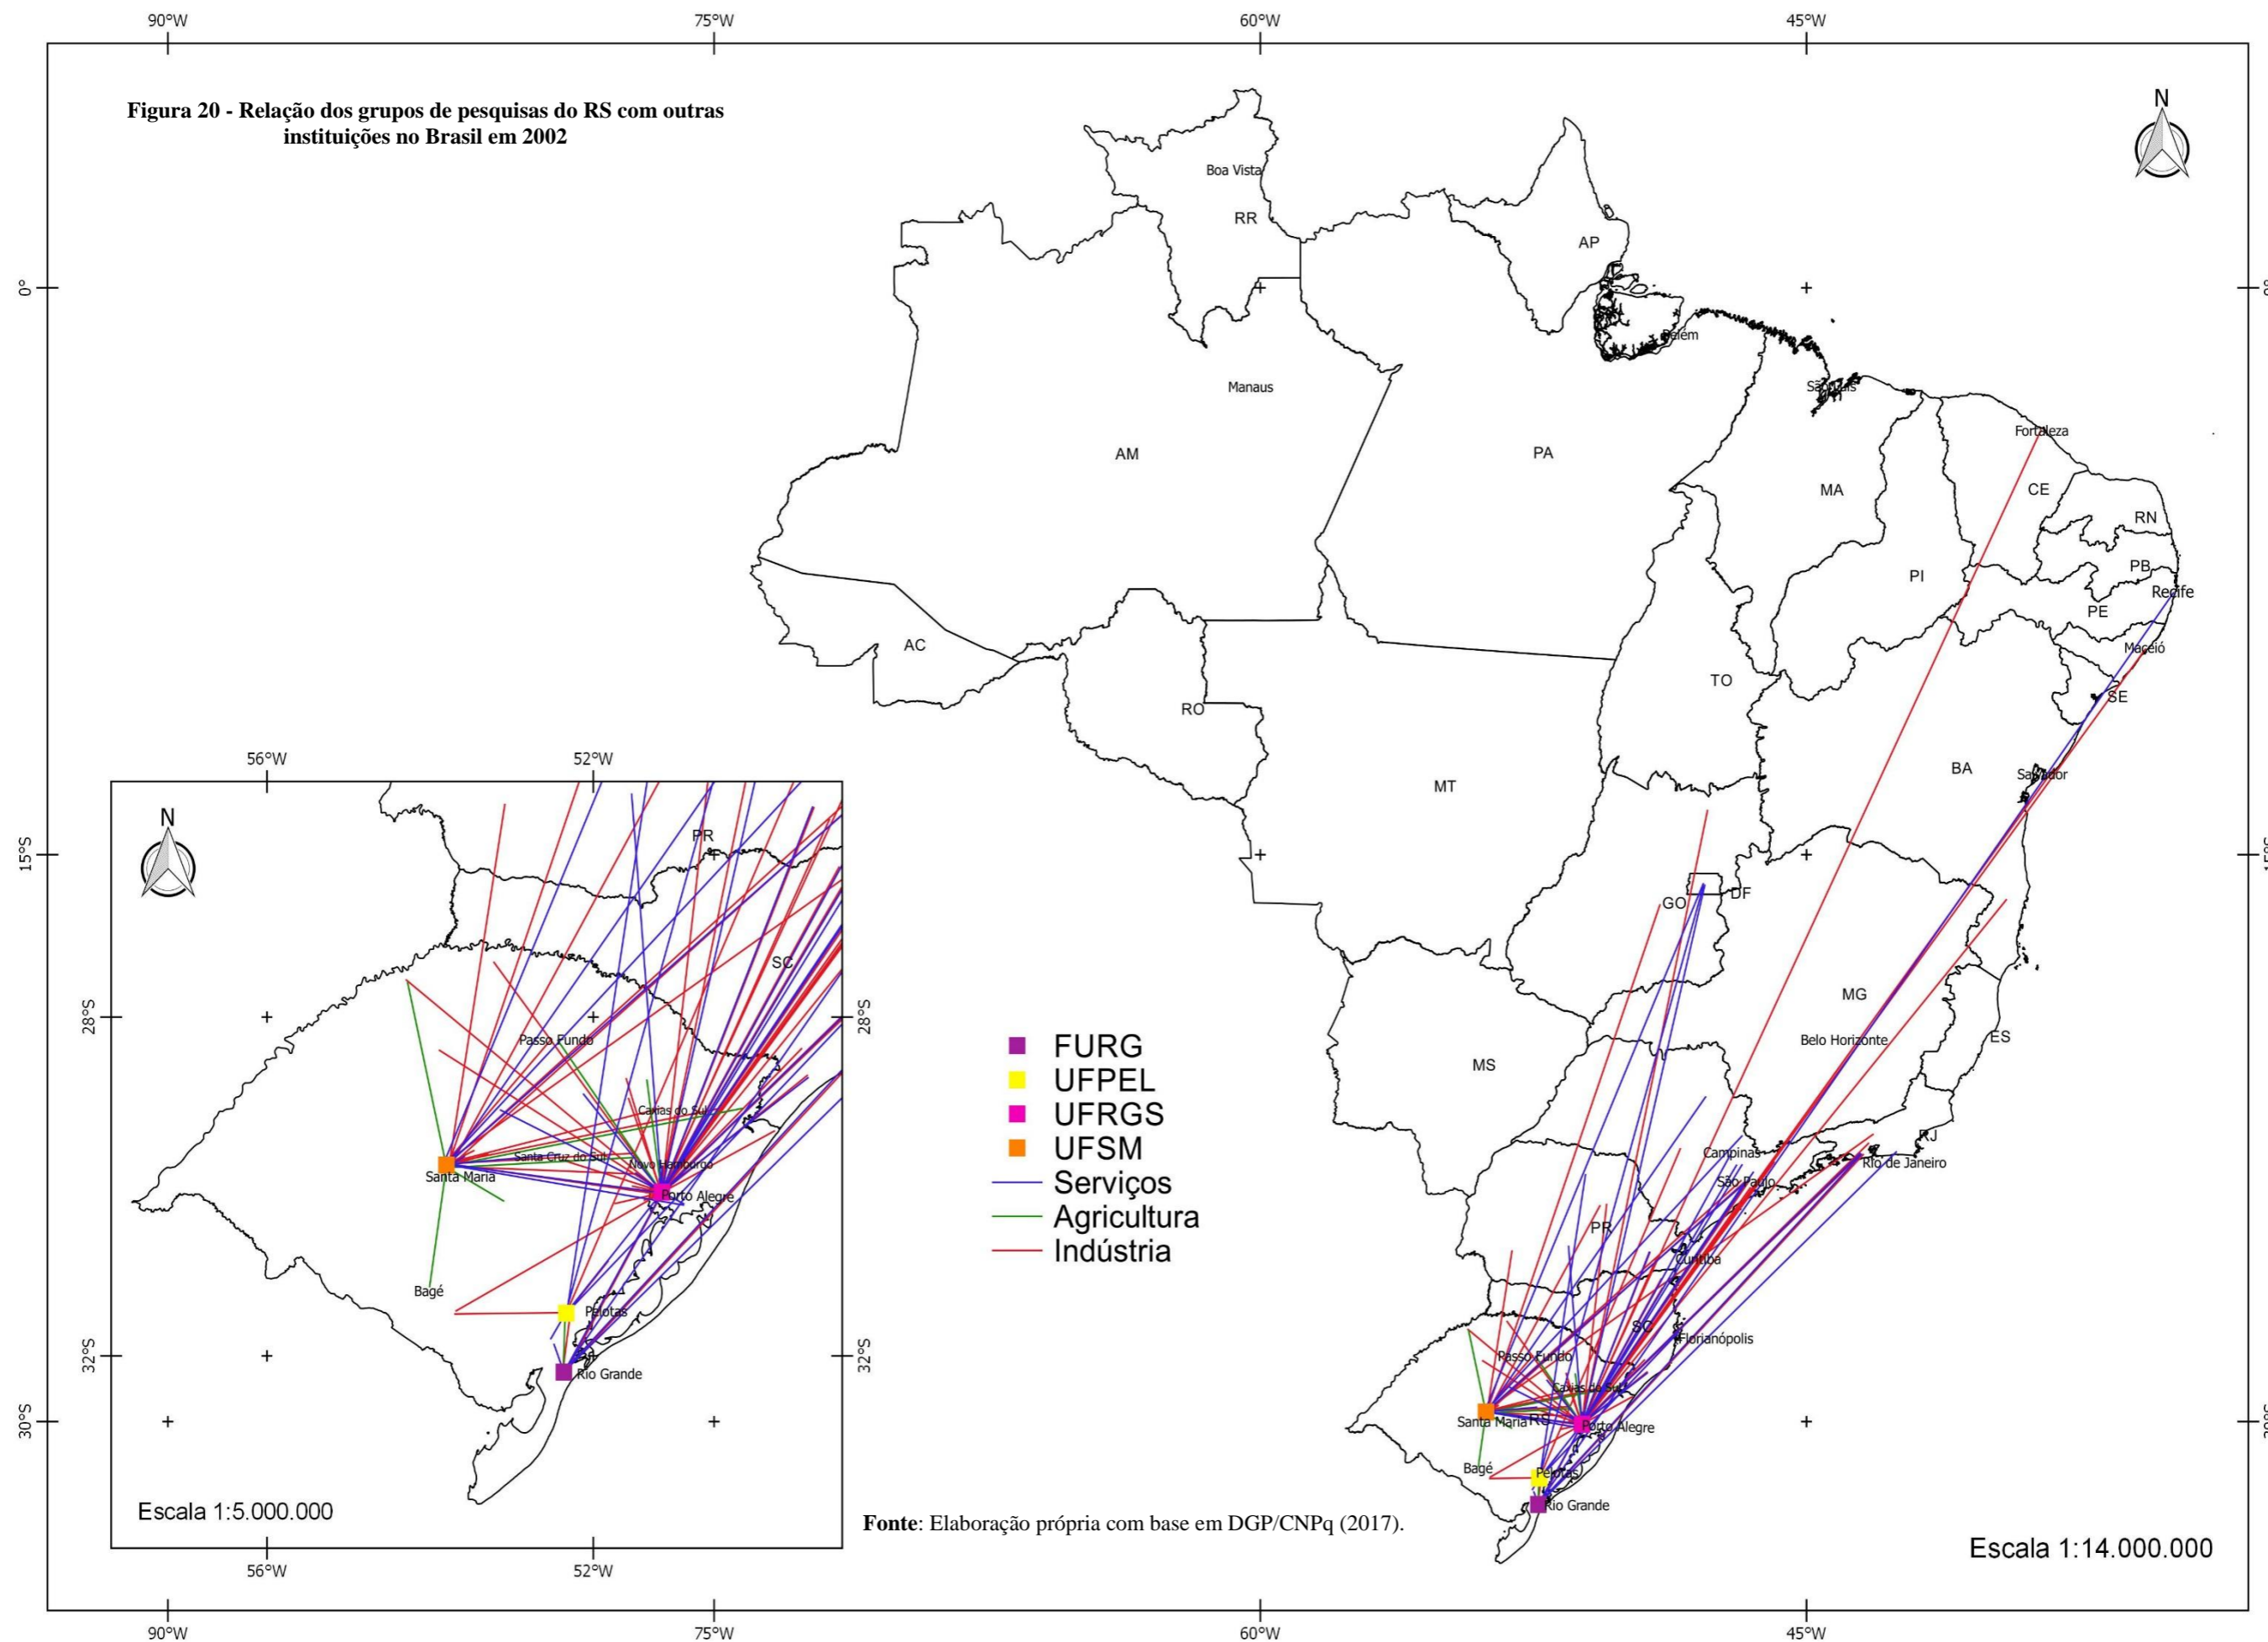 90°W
75°W
60°W
45°W
Figura 20 - Relação dos grupos de pesquisas do RS com outras
instituições no Brasil em 2002
N
Boa Vista
RR
AP
0°
Belém
Manaus
São Luis
Fortaleza
AM
PA
MA
CE
RN
PI
PB
Recife
PE
AC
Maceió
TO
SE
RO
BA
Salvador
MT
15°S
DF
GO
MG
Belo Horizonte
ES
MS
RJ
Campinas
Rio de Janeiro
São Paulo
PR
Curitiba
SC
Florianópolis
Passo Fundo
Caxias do Sul
Santa Maria
RS
Porto Alegre
30°S
Bagé
Pelotas
Rio Grande
56°W
52°W
N
PR
SC
28°S
28°S
Passo Fundo
Caxias do Sul
Santa Cruz do Sul
Novo Hamburgo
Santa Maria
Porto Alegre
Bagé
Pelotas
32°S
32°S
Rio Grande
Escala 1:5.000.000
56°W
52°W
FURG
UFPEL
UFRGS
UFSM
Serviços
Agricultura
Indústria
Fonte: Elaboração própria com base em DGP/CNPq (2017).
Escala 1:14.000.000
90°W
75°W
60°W
45°W